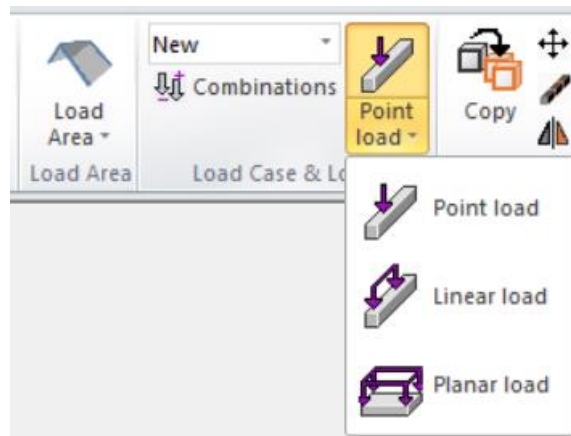 New
Combinations
Load
Area
Point
load
Copy
Load Area
Load Case & Lo
Point load
Linear load
Planar load